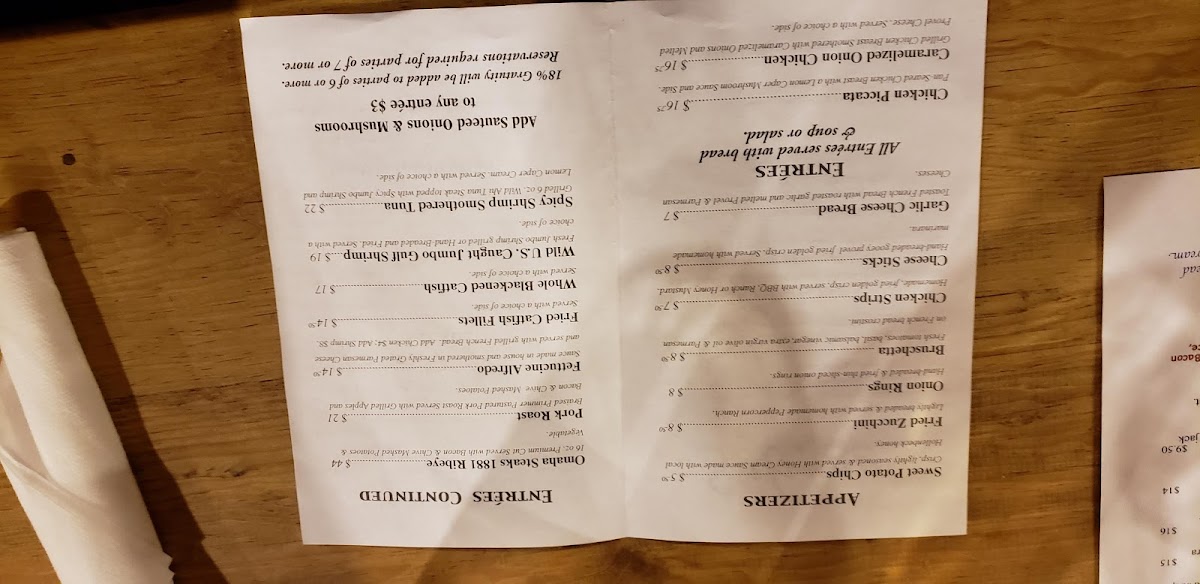 APPETIZERS
Sweet Potato Chips $ 5.50
Crisp, lightly seasoned & served with Honey Cream Sauce made with local
Hollenbeck honey.
Fried Zucchini $ 8.50
Lightly breaded & served with homemade Peppercorn Ranch.
Onion Rings $ 8
Hand-breaded & fried thin-sliced onion rings.
Bruschetta $ 8.50
Fresh tomatoes, basil, balsamic vinegar, extra virgin olive oil & Parmesan
on French bread crostini.
Chicken Strips $ 7.50
Homemade, fried golden crisp, served with BBQ, Ranch or Honey Mustard.
Cheese Sticks $ 8.50
Hand-breaded gooey provel fried golden crisp. Served with homemade
marinara.
Garlic Cheese Bread $ 7
Toasted French Bread with roasted garlic and melted Provel & Parmesan
Cheeses.
ENTRÉES
All Entrées served with bread
& soup or salad.
Chicken Piccata $ 16.75
Pan-Seared Chicken Breast with a Lemon Caper Mushroom Sauce and Side.
Caramelized Onion Chicken $ 16.75
Grilled Chicken Breast Smothered with Caramelized Onions and Melted
Provel Cheese. Served with a choice of side.
ENTRÉES CONTINUED
Omaha Steaks 1881 Ribeye $ 44
16 oz. Premium Cut Served with Bacon & Chive Mashed Potatoes &
Vegetable.
Pork Roast $ 21
Braised Primmer Pastured Pork Roast Served with Grilled Apples and
Bacon & Chive Mashed Potatoes.
Fettucine Alfredo $ 14.50
Sauce made in house and smothered in Freshly Grated Parmesan Cheese
and served with grilled French Bread. Add Chicken $4; Add Shrimp $8.
Fried Catfish Fillets $ 14.50
Served with a choice of side.
Whole Blackened Catfish $ 17
Served with a choice of side.
Wild U.S. Caught Jumbo Gulf Shrimp $ 19
Fresh Jumbo Shrimp grilled or Hand Breaded and Fried. Served with a
choice of side.
Spicy Shrimp Smothered Tuna $ 22
Grilled 6 oz. Wild Ahi Tuna Steak topped with Spicy Jumbo Shrimp and
Lemon Caper Cream. Served with a choice of side.
Add Sauteed Onions & Mushrooms
to any entrée $3
18% Gratuity will be added to parties of 6 or more.
Reservations required for parties of 7 or more.
$15
$16
$14
$9.50
Jack
Bacon